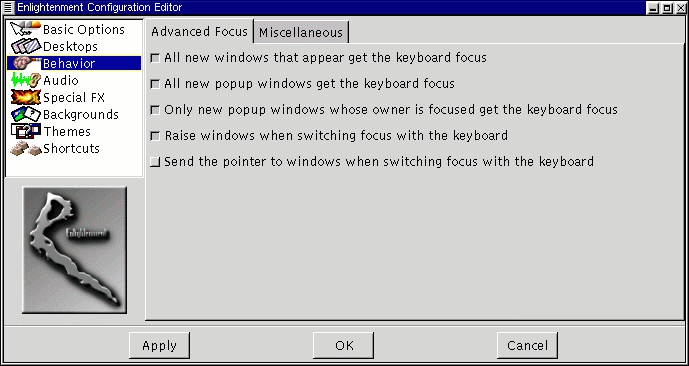 Enlightenment Configuration Editor
Basic Options
Desktops
Behavior
Audio
Special FX
Backgrounds
Themes
Shortcuts
Enlightenment
Advanced Focus
Miscellaneous
All new windows that appear get the keyboard focus
All new popup windows get the keyboard focus
Only new popup windows whose owner is focused get the keyboard focus
Raise windows when switching focus with the keyboard
Send the pointer to windows when switching focus with the keyboard
Apply
OK
Cancel